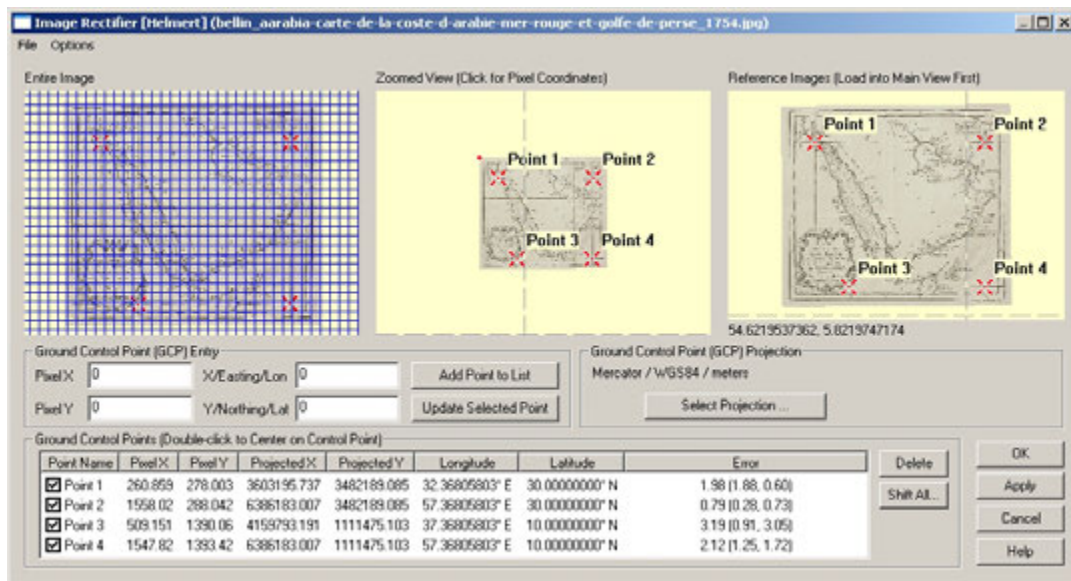 Image Rectifier [Helmert] (bellin_aarabia-carte-de-la-coste-d-arabie-mer-rouge-et-golfe-de-perse_1754.jpg)
File Options
Entire Image
Zoomed View (Click for Pixel Coordinates)
Reference Images (Load into Main View First)
Point 1
Point 2
Point 3
Point 4
Point 1
Point 2
Point 3
Point 4
54.6219537362, 5.8219747174
Ground Control Point (GCP) Entry
Pixel X 0 X/Easting/Lon 0 Add Point to List
Pixel Y 0 Y/Northing/Lat 0 Update Selected Point
Ground Control Point (GCP) Projection
Mercator / WGS84 / meters
Select Projection ...
Ground Control Points (Double-click to Center on Control Point)
Point Name Pixel X Pixel Y Projected X Projected Y Longitude Latitude Error
Point 1 260.859 278.003 3603195.737 3482189.085 32.36805803° E 30.00000000° N 1.98 (1.88, 0.60)
Point 2 1558.02 288.042 6386183.007 3482189.085 57.36805803° E 30.00000000° N 0.79 (0.28, 0.73)
Point 3 509.151 1390.06 4159793.191 1111475.103 37.36805803° E 10.00000000° N 3.19 (0.91, 3.05)
Point 4 1547.82 1393.42 6386183.007 1111475.103 57.36805803° E 10.00000000° N 2.12 (1.25, 1.72)
Delete
Shift All...
OK
Apply
Cancel
Help